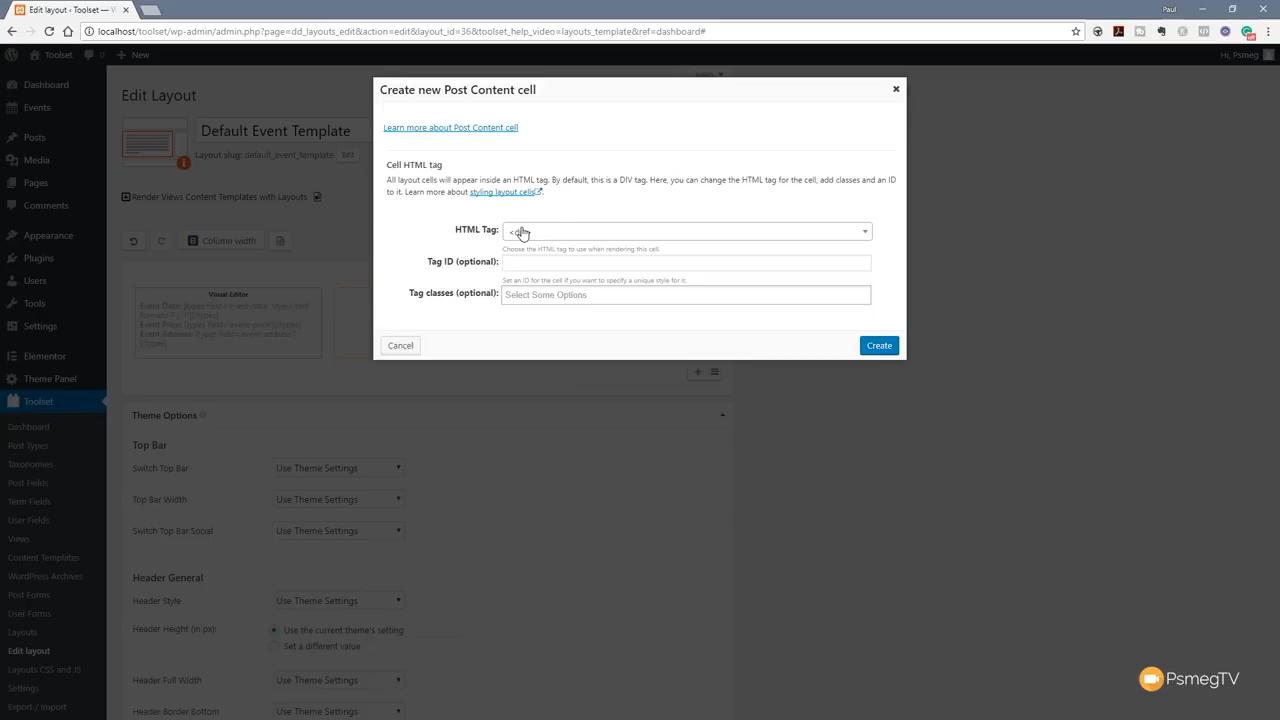 Edit layout ‹ Toolset —
Paul
localhost/toolset/wp-admin/admin.php?page=dd_layouts_edit&action=edit&layout_id=36&toolset_help_video=layouts_template&ref=dashboard#
Toolset
New
Hi, Psmeg
Dashboard
Events
Posts
Media
Pages
Comments
Appearance
Plugins
Users
Tools
Settings
Elementor
Theme Panel
Toolset
Dashboard
Post Types
Taxonomies
Post Fields
Term Fields
User Fields
Views
Content Templates
WordPress Archives
Post Forms
User Forms
Layouts
Edit layout
Layouts CSS and JS
Settings
Export / Import
Edit Layout
Default Event Template
Layout slug: default_event_template
Edit
Render Views Content Templates with Layouts
Column width
Visual Editor
Create new Post Content cell
Learn more about Post Content cell
Cell HTML tag
All layout cells will appear inside an HTML tag. By default, this is a DIV tag. Here, you can change the HTML tag for the cell, add classes and an ID
to it. Learn more about styling layout cells.
HTML Tag:
Choose the HTML tag to use when rendering this cell.
Tag ID (optional):
Set an ID for the cell if you want to specify a unique style for it.
Tag classes (optional): Select Some Options
Cancel
Create
Theme Options
Top Bar
Switch Top Bar Use Theme Settings
Top Bar Width Use Theme Settings
Switch Top Bar Social Use Theme Settings
Header General
Header Style Use Theme Settings
Header Height (in px): Use the current theme's setting
Set a different value
Header Full Width Use Theme Settings
Header Border Bottom Use Theme Settings
PsmegTV